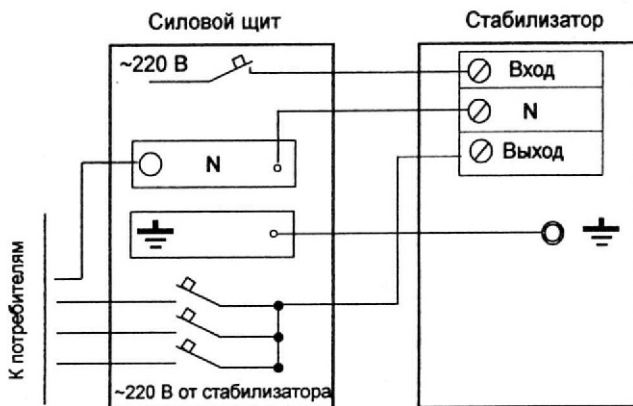 Силовой щит
Стабилизатор
~220 В
Вход
N
N
Выход
К потребителям
~220 В от стабилизатора